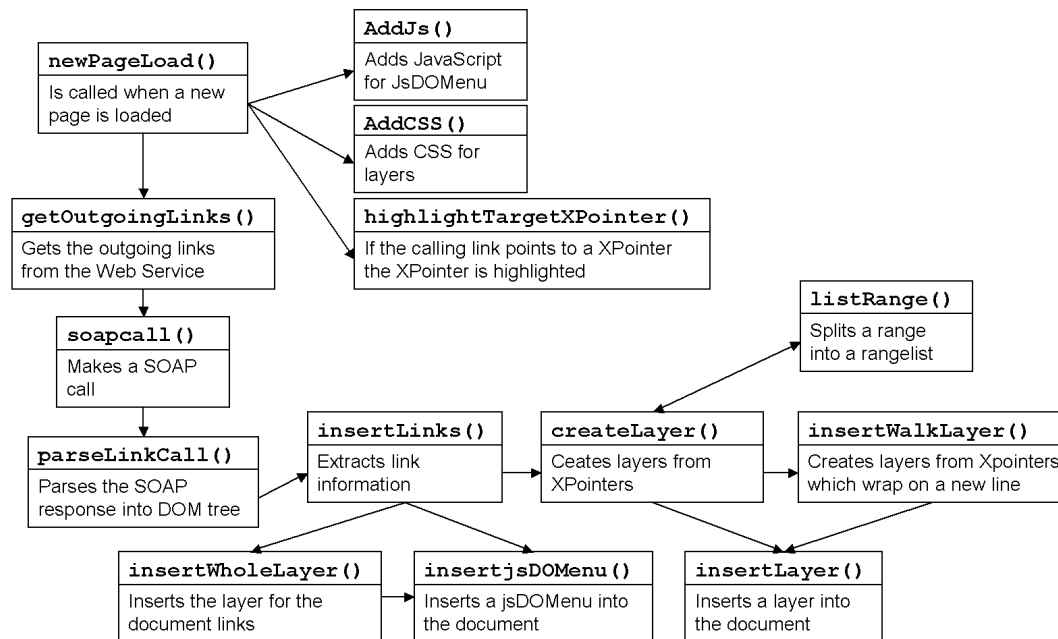 newPageLoad()
Is called when a new
page is loaded
AddJs()
Adds JavaScript
for JsDOMenu
AddCSS()
Adds CSS for
layers
getOutgoingLinks()
Gets the outgoing links
from the Web Service
highlightTargetXPointer()
If the calling link points to a XPointer
the XPointer is highlighted
soapcall()
Makes a SOAP
call
listRange()
Splits a range
into a rangelist
parseLinkCall()
Parses the SOAP
response into DOM tree
insertLinks()
Extracts link
information
createLayer()
Ceates layers from
XPointers
insertWalkLayer()
Creates layers from Xpointers
which wrap on a new line
insertWholeLayer()
Inserts the layer for the
document links
insertjsDOMenu()
Inserts a jsDOMenu into
the document
insertLayer()
Inserts a layer into
the document